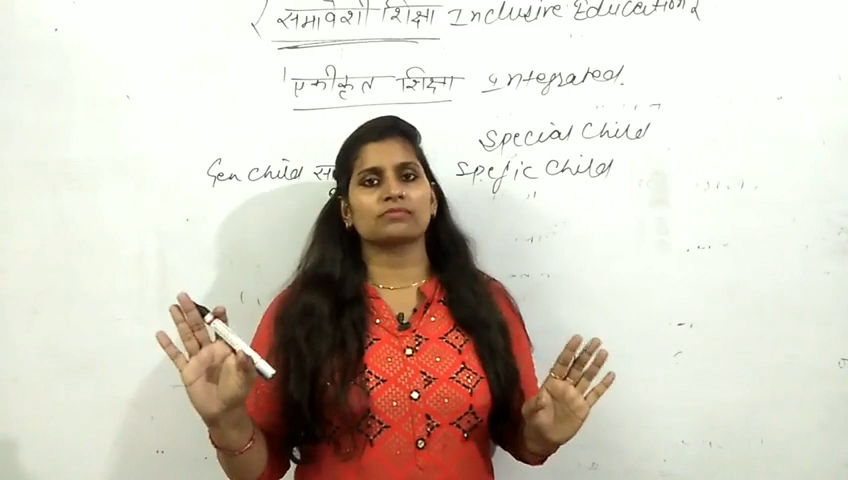 समावेशी शिक्षा Inclusive Education
एकीकृत शिक्षा Integrated.
Special Child
Gen Child Spefic Child